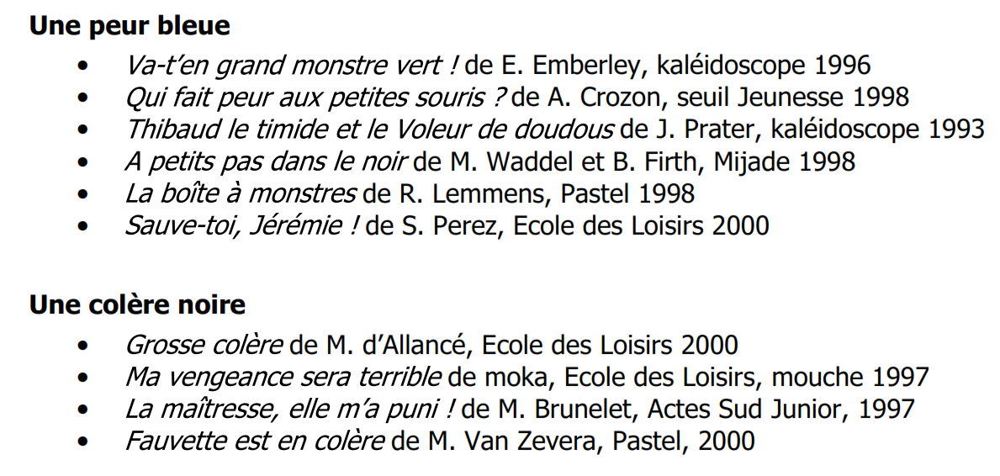 Une peur bleue
• Va-t’en grand monstre vert ! de E. Emberley, kaléidoscope 1996
• Qui fait peur aux petites souris ? de A. Crozon, seuil Jeunesse 1998
• Thibaud le timide et le Voleur de doudous de J. Prater, kaléidoscope 1993
• A petits pas dans le noir de M. Waddel et B. Firth, Mijade 1998
• La boîte à monstres de R. Lemmens, Pastel 1998
• Sauve-toi, Jérémie ! de S. Perez, Ecole des Loisirs 2000
Une colère noire
• Grosse colère de M. d’Allancé, Ecole des Loisirs 2000
• Ma vengeance sera terrible de moka, Ecole des Loisirs, mouche 1997
• La maîtresse, elle m’a puni ! de M. Brunelet, Actes Sud Junior, 1997
• Fauvette est en colère de M. Van Zevera, Pastel, 2000